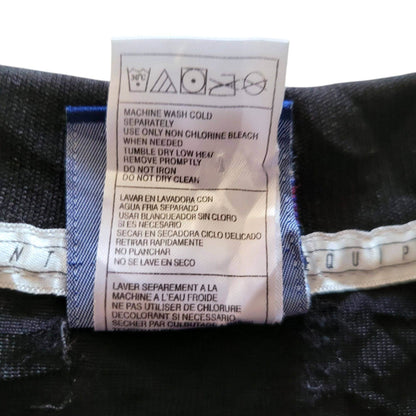 30°C
MACHINE WASH COLD
SEPARATELY
USE ONLY NON CHLORINE BLEACH
WHEN NEEDED
TUMBLE DRY LOW HEAT
REMOVE PROMPTLY
DO NOT IRON
DO NOT DRY CLEAN
LAVAR EN LAVADORA CON
AGUA FRIA SEPARADO
USAR BLANQUEADOR SIN CLORO
SI ES NECESARIO
SECAR EN SECADORA CICLO DELICADO
RETIRAR RAPIDAMENTE
NO PLANCHAR
NO SE LAVE EN SECO
NT
EQUIP
LAVER SEPAREMENT A LA
MACHINE A L'EAU FROIDE
NE PAS UTILISER DE CHLORURE
DECOLORANT SI NECESSAIRE
SECHER PAR CULBUTAGE